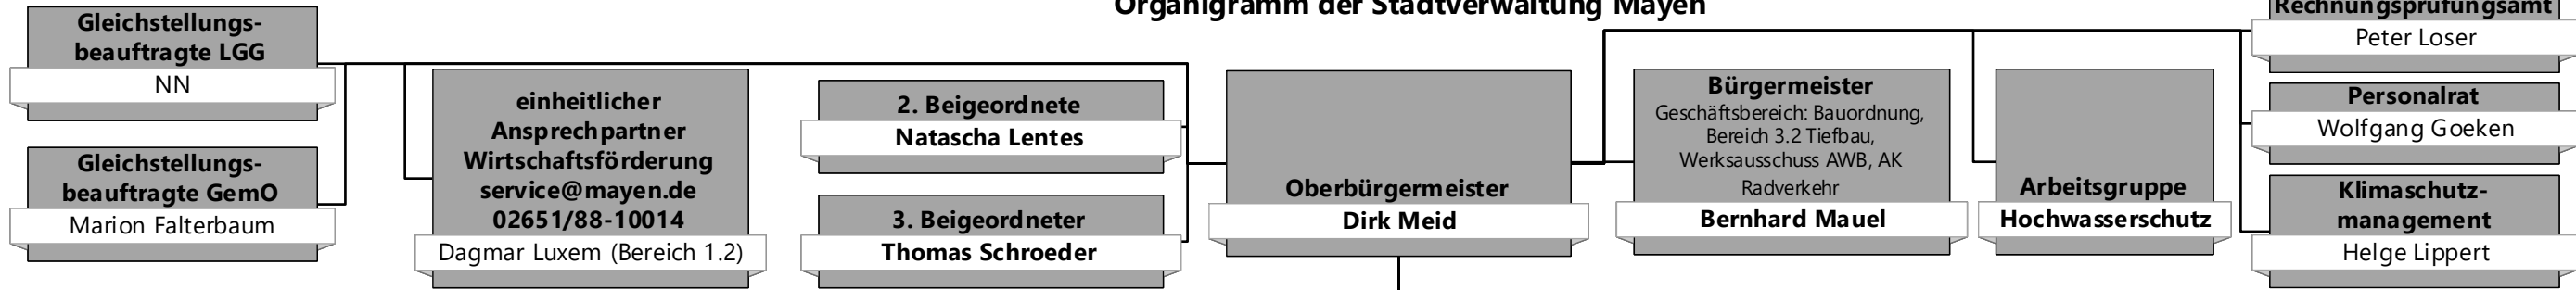 Organigramm der Stadtverwaltung Mayen
Gleichstellungs-
beauftragte LGG
NN
Gleichstellungs-
beauftragte GemO
Marion Falterbaum
einheitlicher
Ansprechpartner
Wirtschaftsförderung
service@mayen.de
02651/88-10014
Dagmar Luxem (Bereich 1.2)
2. Beigeordnete
Natascha Lentes
3. Beigeordneter
Thomas Schroeder
Oberbürgermeister
Dirk Meid
Bürgermeister
Geschäftsbereich: Bauordnung,
Bereich 3.2 Tiefbau,
Werksausschuss AWB, AK
Radverkehr
Bernhard Mauel
Arbeitsgruppe
Hochwasserschutz
Rechnungsprüfungsamt
Peter Loser
Personalrat
Wolfgang Goeken
Klimaschutz-
management
Helge Lippert